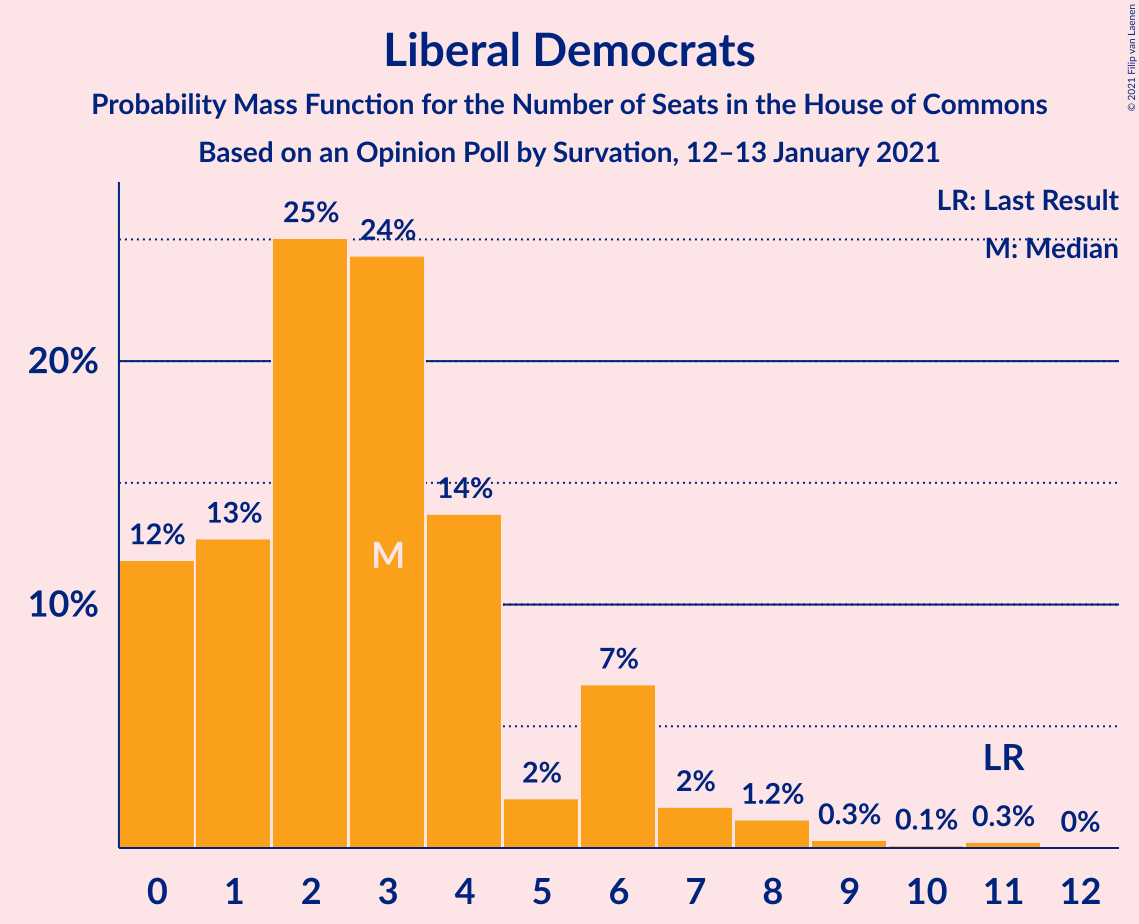 © 2021 Filip van Laenen
Liberal Democrats
Probability Mass Function for the Number of Seats in the House of Commons
Based on an Opinion Poll by Survation, 12–13 January 2021
LR: Last Result
M: Median
25%
24%
20%
14%
13%
12%
M
10%
7%
LR
2%
2%
1.2%
0.3%
0.1%
0.3%
0%
0 1 2 3 4 5 6 7 8 9 10 11 12